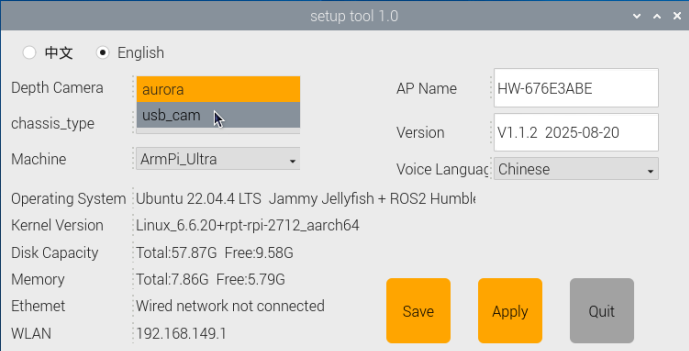 setup tool 1.0
中文 English
Depth Camera aurora
usb_cam
chassis_type
Machine ArmPi_Ultra
AP Name HW-676E3ABE
Version V1.1.2 2025-08-20
Voice Languag Chinese
Operating System Ubuntu 22.04.4 LTS Jammy Jellyfish + ROS2 Humbl
Kernel Version Linux_6.6.20+rpt-rpi-2712_aarch64
Disk Capacity Total:57.87G Free:9.58G
Memory Total:7.86G Free:5.79G
Ethemet Wired network not connected
WLAN 192.168.149.1
Save Apply Quit